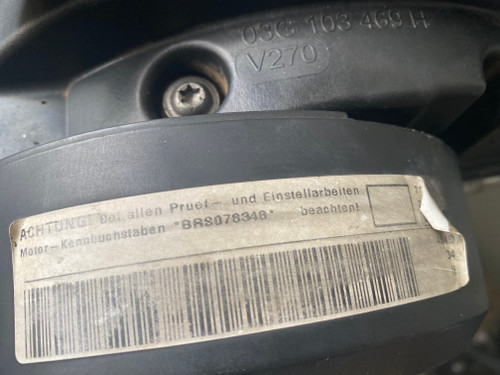 03G 103 469 H
V270
ACHTUNG! Bei allen Pruef - und Einstellarbeiten
Motor - Kennbuchstaben "BRS078348" beachten!